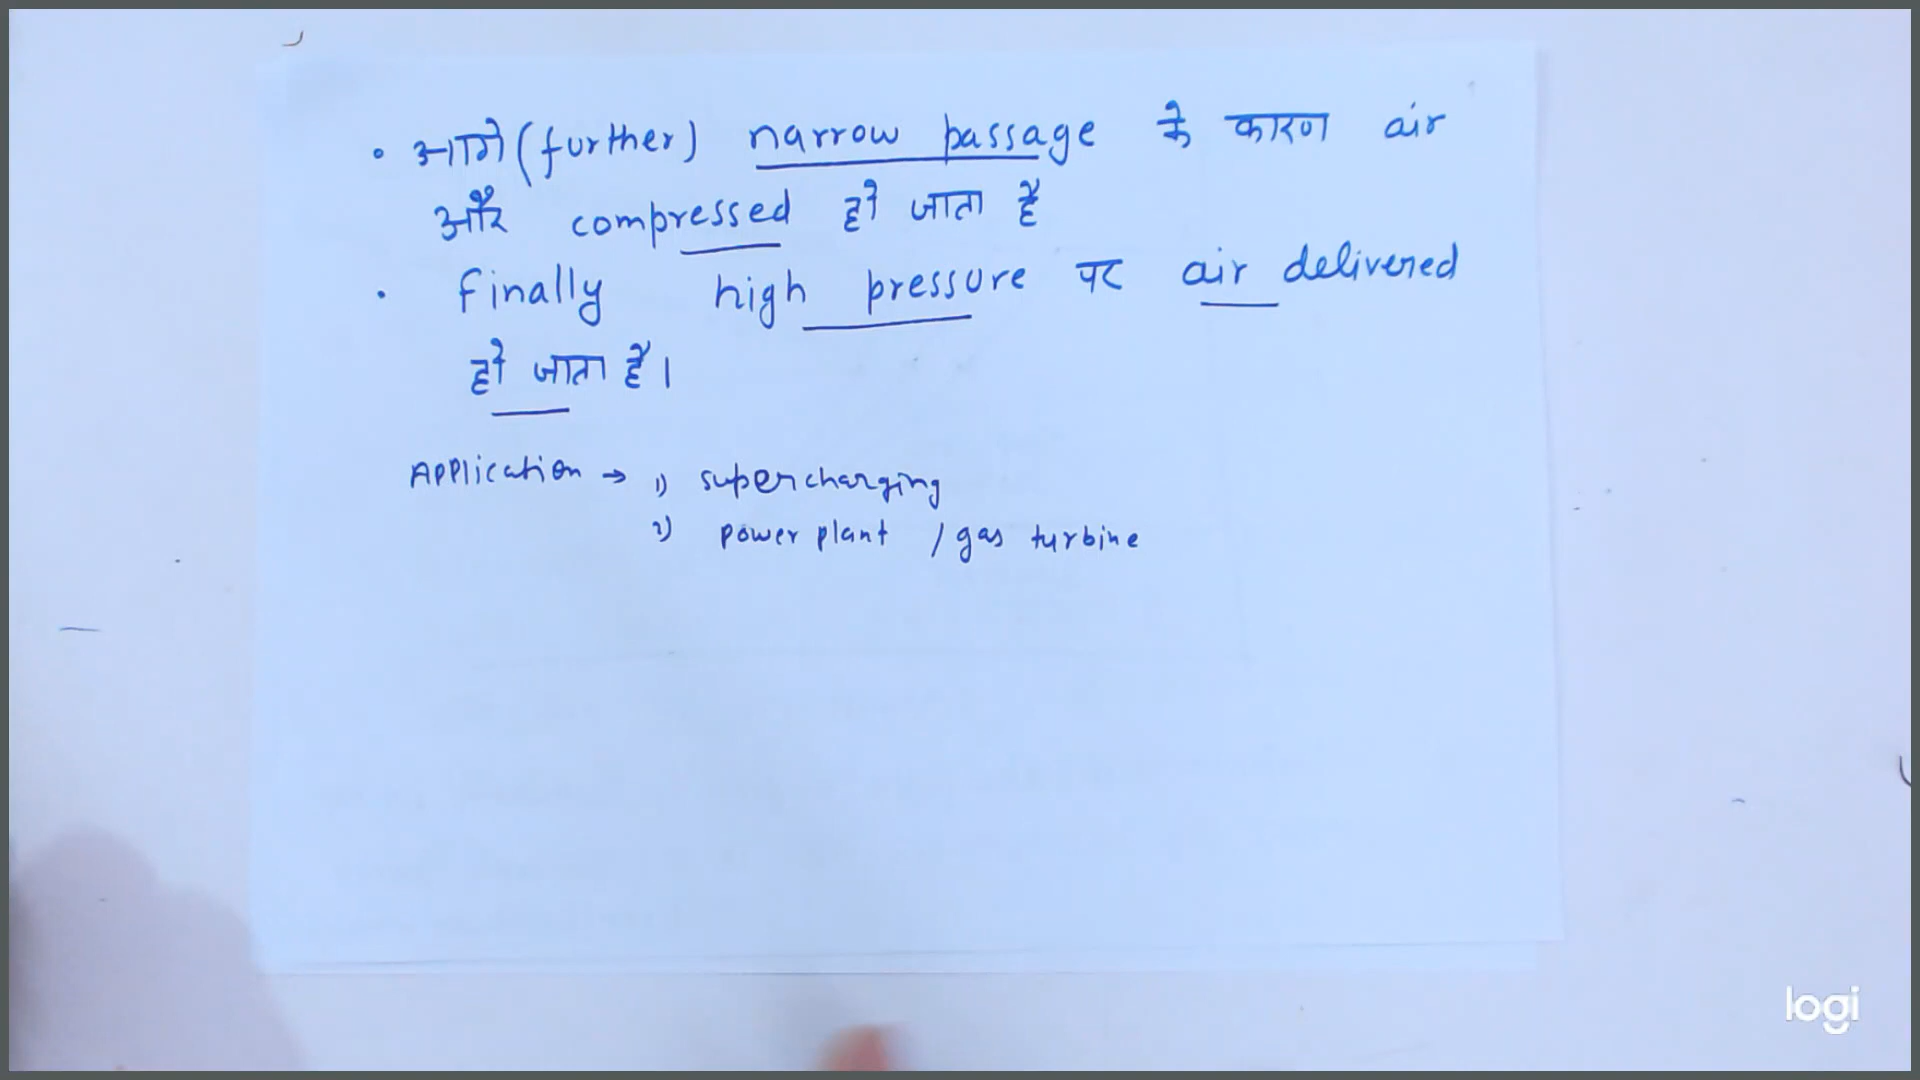 • आगे (further) narrow passage के कारण air
और compressed हो जाता है
• Finally high pressure पर air delivered
हो जाता है।
Application → 1) supercharging
2) power plant / gas turbine
logi